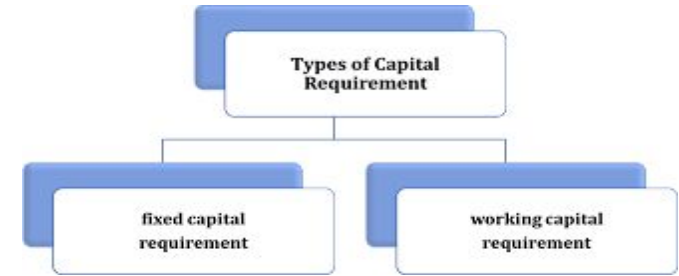 Types of Capital
Requirement
fixed capital
requirement
working capital
requirement